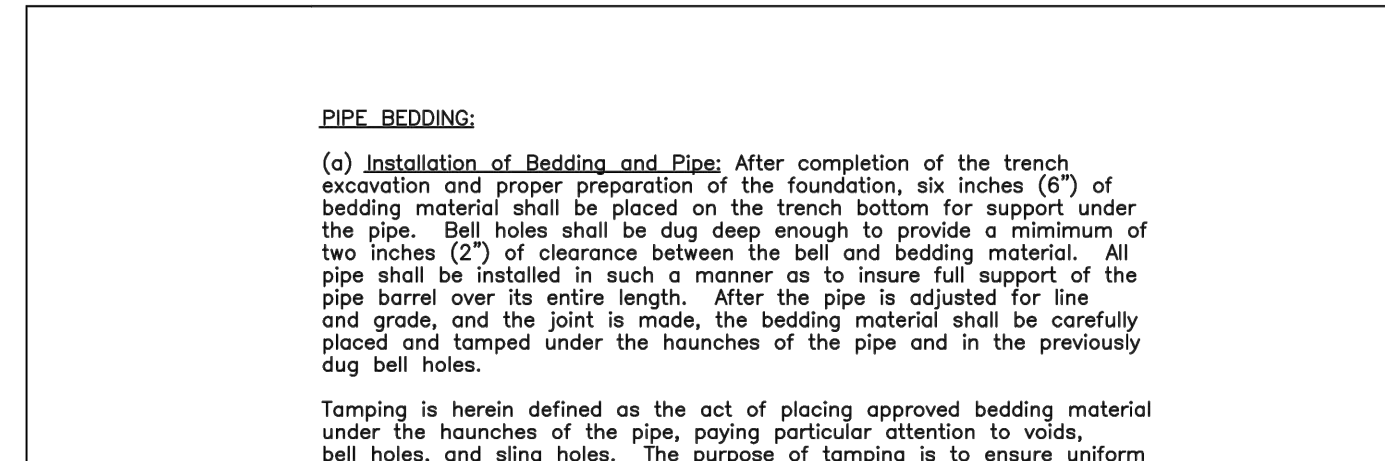 PIPE BEDDING:
(a) Installation of Bedding and Pipe: After completion of the trench
excavation and proper preparation of the foundation, six inches (6") of
bedding material shall be placed on the trench bottom for support under
the pipe. Bell holes shall be dug deep enough to provide a mimimum of
two inches (2") of clearance between the bell and bedding material. All
pipe shall be installed in such a manner as to insure full support of the
pipe barrel over its entire length. After the pipe is adjusted for line
and grade, and the joint is made, the bedding material shall be carefully
placed and tamped under the haunches of the pipe and in the previously
dug bell holes.
Tamping is herein defined as the act of placing approved bedding material
under the haunches of the pipe, paying particular attention to voids,
bell holes, and sling holes. The purpose of tamping is to ensure uniform